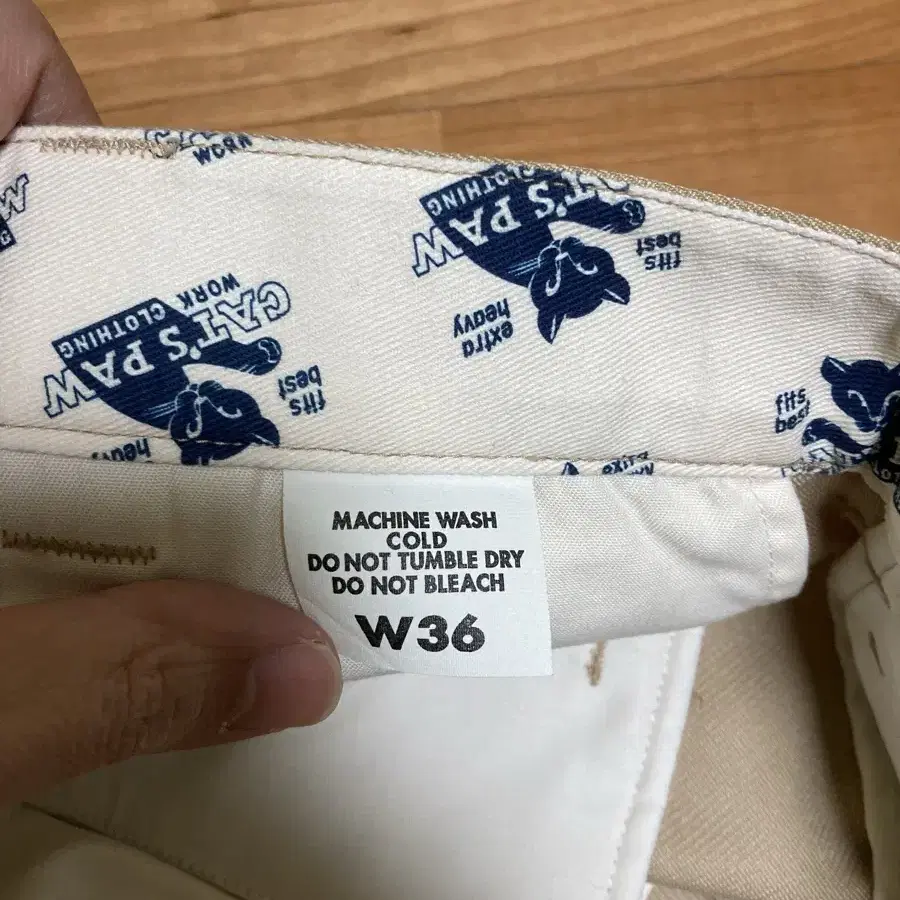 WORK
CAT'S PAW
extra
heavy
fits
best
CAT'S PAW
WORK CLOTHING
heavy
fits
best
fits
best
extra
MACHINE WASH
COLD
DO NOT TUMBLE DRY
DO NOT BLEACH
W36